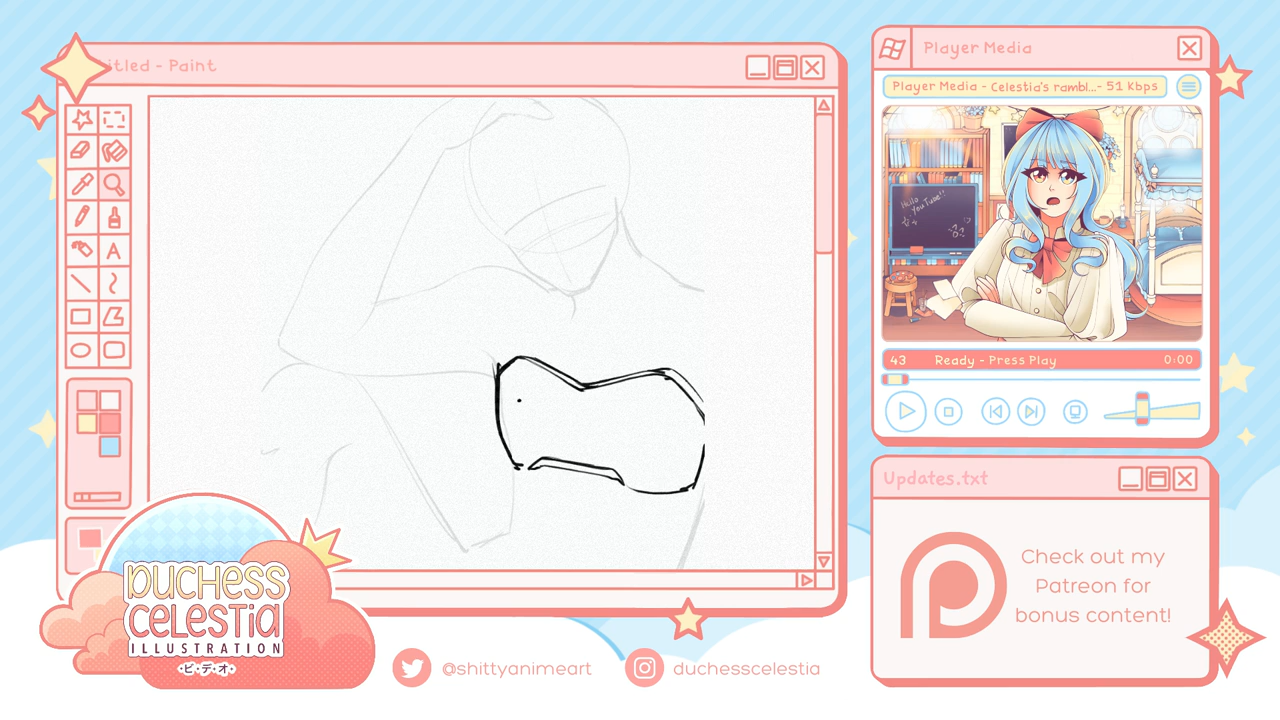 itled - Paint
A
Player Media
Player Media - Celestia's rambl...- 51 Kbps
Hello
YouTube!!
43 Ready - Press Play 0:00
Updates.txt
Check out my
Patreon for
bonus content!
DUCHESS
CELESTIA
ILLUSTRATION
・ビ・デ・オ・
@shittyanimeart
duchesscelestia